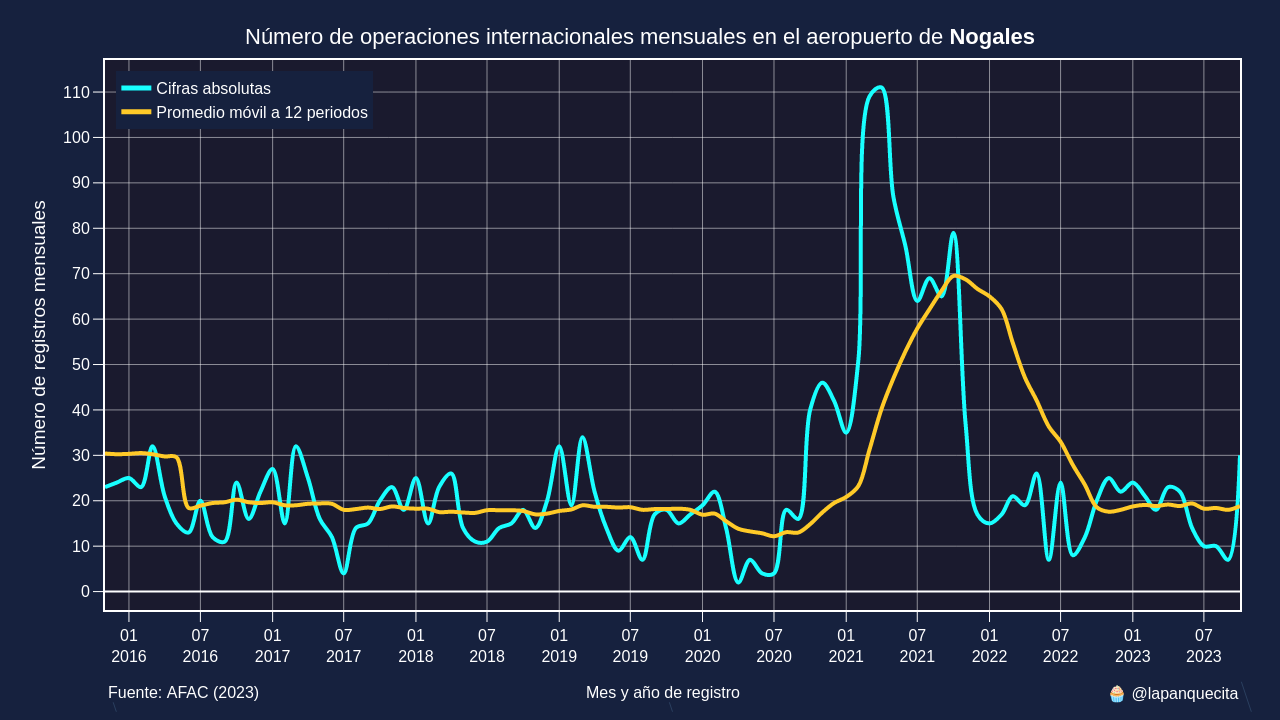 Número de operaciones internacionales mensuales en el aeropuerto de Nogales
Cifras absolutas
Promedio móvil a 12 periodos
Número de registros mensuales
110
100
90
80
70
60
50
40
30
20
10
0
01 07 01 07 01 07 01 07 01 07 01 07 01 07 01 07
2016 2016 2017 2017 2018 2018 2019 2019 2020 2020 2021 2021 2022 2022 2023 2023
Fuente: AFAC (2023) Mes y año de registro 🧁 @lapanquecita